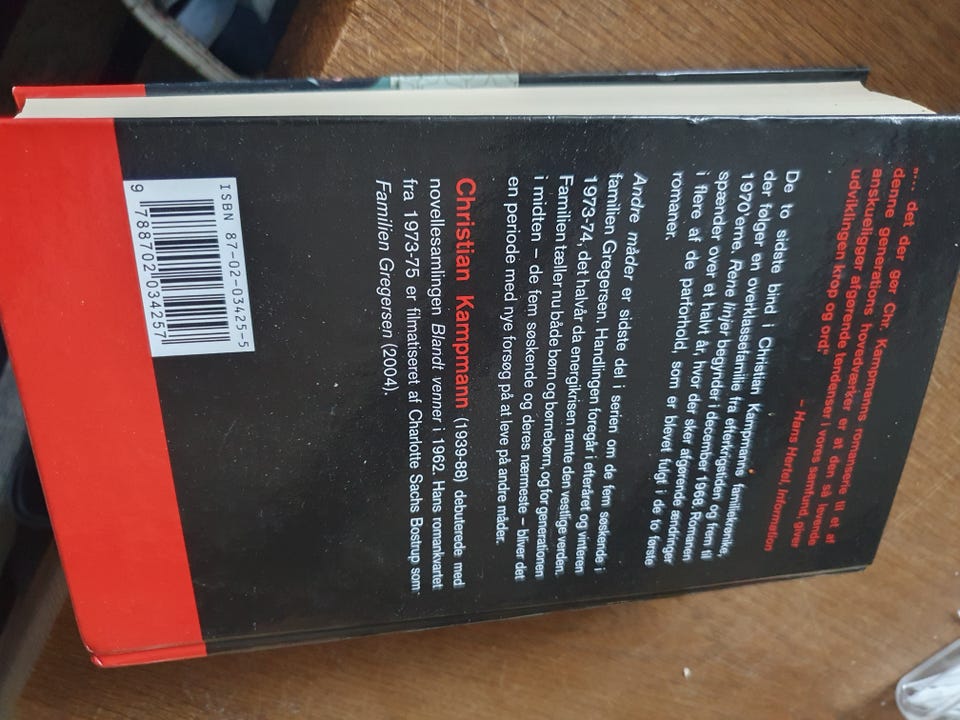 "... det der gør Chr. Kampmanns romanserie til et af
denne generations hovedværker er at den så levende
anskueliggør afgørende tendenser i vores samfund, giver
udviklingen krop og ord"
– Hans Hertel, Information
De to sidste bind i Christian Kampmanns familiekrønike,
der følger en overklassefamilie fra efterkrigstiden og frem til
1970'erne. Rene linjer begynder i december 1968. Romanen
spænder over et halvt år, hvor der sker afgørende ændringer
i flere af de parforhold, som er blevet fulgt i de to første
romaner.
Andre måder er sidste del i serien om de fem søskende i
familien Gregersen. Handlingen foregår i efteråret og vinteren
1973-74, det halvår da energikrisen ramte den vestlige verden.
Familien tæller nu både børn og børnebørn, og for generationen
i midten – de fem søskende og deres nærmeste – bliver det
en periode med nye forsøg på at leve på andre måder.
Christian Kampmann (1939-88) debuterede med
novellesamlingen Blandt venner i 1962. Hans romankvartet
fra 1973-75 er filmatiseret af Charlotte Sachs Bostrup som
Familien Gregersen (2004).
ISBN 87-02-03425-5
9 788702 034257